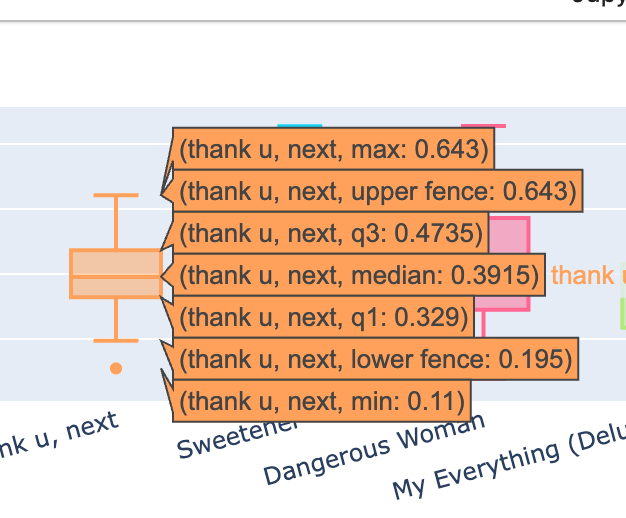 (thank u, next, max: 0.643)
(thank u, next, upper fence: 0.643)
(thank u, next, q3: 0.4735)
(thank u, next, median: 0.3915) thank
(thank u, next, q1: 0.329)
(thank u, next, lower fence: 0.195)
(thank u, next, min: 0.11)
nk u, next
Sweetener
Dangerous Woman
My Everything (Delu